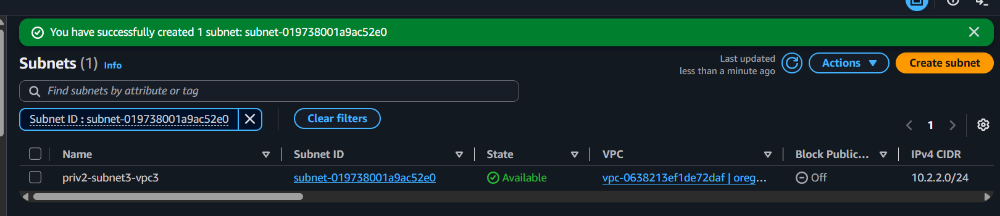 You have successfully created 1 subnet: subnet-019738001a9ac52e0
Subnets (1) Info
Last updated
less than a minute ago
Actions
Create subnet
Find subnets by attribute or tag
Subnet ID : subnet-019738001a9ac52e0
Clear filters
1
Name Subnet ID State VPC Block Public... IPv4 CIDR
priv2-subnet3-vpc3 subnet-019738001a9ac52e0 Available vpc-0638213ef1de72daf | oreg... Off 10.2.2.0/24